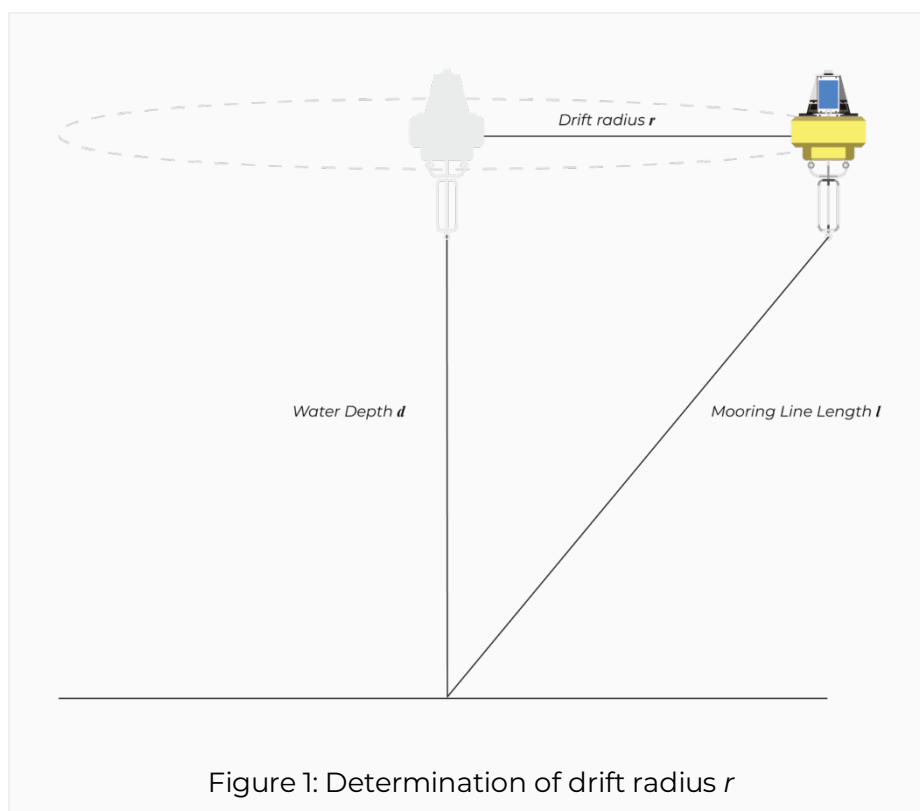 Drift radius r
Water Depth d
Mooring Line Length l
Figure 1: Determination of drift radius r